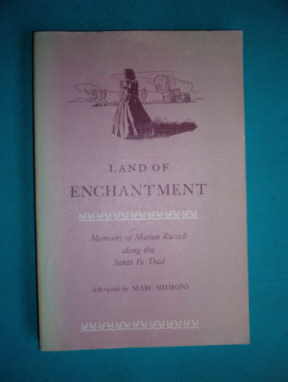 LAND OF
ENCHANTMENT
Memoirs of Marian Russell
along the
Santa Fe Trail
Afterword by MARC SIMMONS